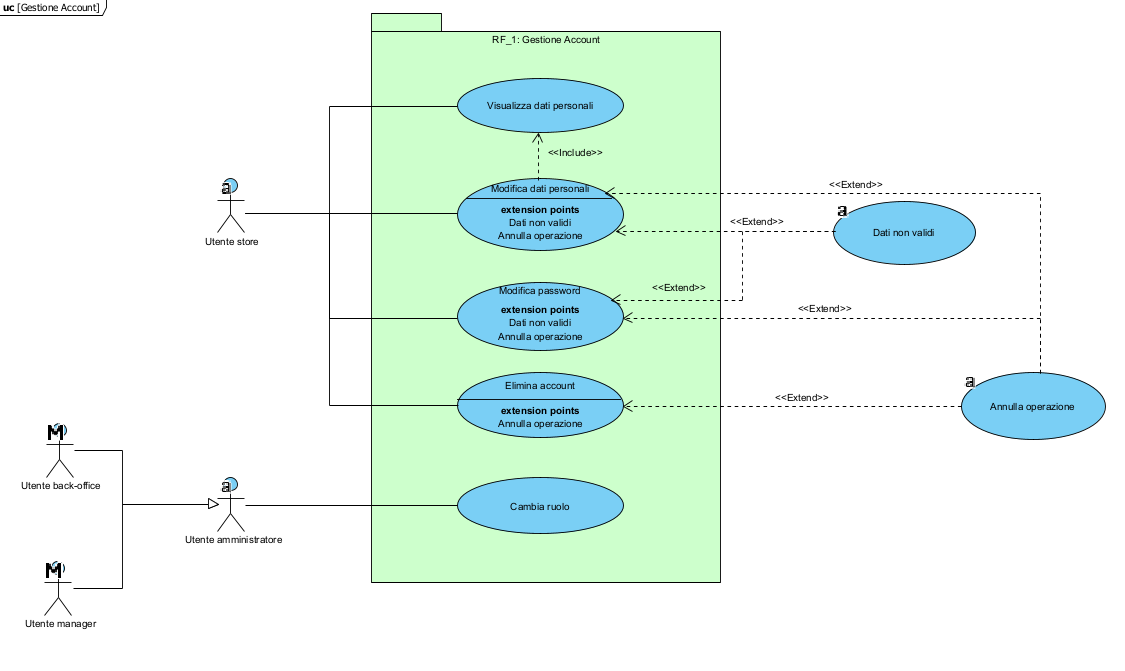 uc [Gestione Account]
RF_1: Gestione Account
Visualizza dati personali
<<Include>>
Modifica dati personali
extension points
Dati non validi
Annulla operazione
<<Extend>>
<<Extend>>
a
Dati non validi
a
Utente store
Modifica password
extension points
Dati non validi
Annulla operazione
<<Extend>>
<<Extend>>
Elimina account
extension points
Annulla operazione
<<Extend>>
a
Annulla operazione
M
Utente back-office
a
Utente amministratore
Cambia ruolo
M
Utente manager